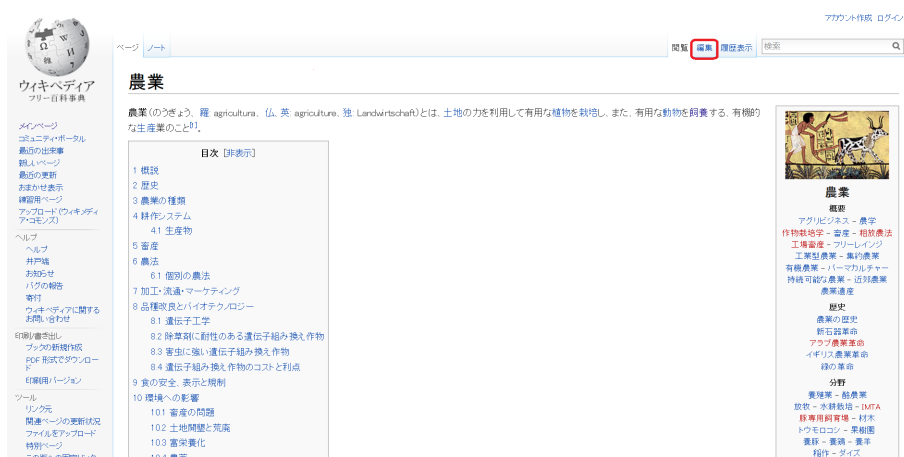 アカウント作成 ログイン
ページ ノート 閲覧 編集 履歴表示 検索
ウィキペディア
フリー百科事典
メインページ
コミュニティ・ポータル
最近の出来事
新しいページ
最近の更新
おまかせ表示
練習用ページ
アップロード (ウィキメディア・コモンズ)
ヘルプ
ヘルプ
井戸端
お知らせ
バグの報告
寄付
ウィキペディアに関する
お問い合わせ
印刷/書き出し
ブックの新規作成
PDF 形式でダウンロー
ド
印刷用バージョン
ツール
リンク元
関連ページの更新状況
ファイルをアップロード
特別ページ
農業
農業(のうぎょう、羅 agricultura、仏、英 agriculture、独 Landwirtschaft)とは、土地の力を利用して有用な植物を栽培し、また、有用な動物を飼養する、有機的
な生産業のこと[1]。
目次 [非表示]
1 概説
2 歴史
3 農業の種類
4 耕作システム
4.1 生産物
5 畜産
6 農法
6.1 個別の農法
7 加工・流通・マーケティング
8 品種改良とバイオテクノロジー
8.1 遺伝子工学
8.2 除草剤に耐性のある遺伝子組み換え作物
8.3 害虫に強い遺伝子組み換え作物
8.4 遺伝子組み換え作物のコストと利点
9 食の安全、表示と規制
10 環境への影響
10.1 畜産の問題
10.2 土地開墾と荒廃
10.3 富栄養化
10.4 農薬
農業
概要
アグリビジネス - 農学
作物栽培学 - 畜産 - 粗放農法
工場畜産 - フリーレインジ
工業型農業 - 集約農業
有機農業 - パーマカルチャー
持続可能な農業 - 近郊農業
農業遺産
歴史
農業の歴史
新石器革命
アラブ農業革命
イギリス農業革命
緑の革命
分野
養殖業 - 酪農業
放牧 - 水耕栽培 - IMTA
豚専用飼育場 - 材木
トウモロコシ - 果樹園
養豚 - 養鶏 - 養羊
稲作 - ダイズ